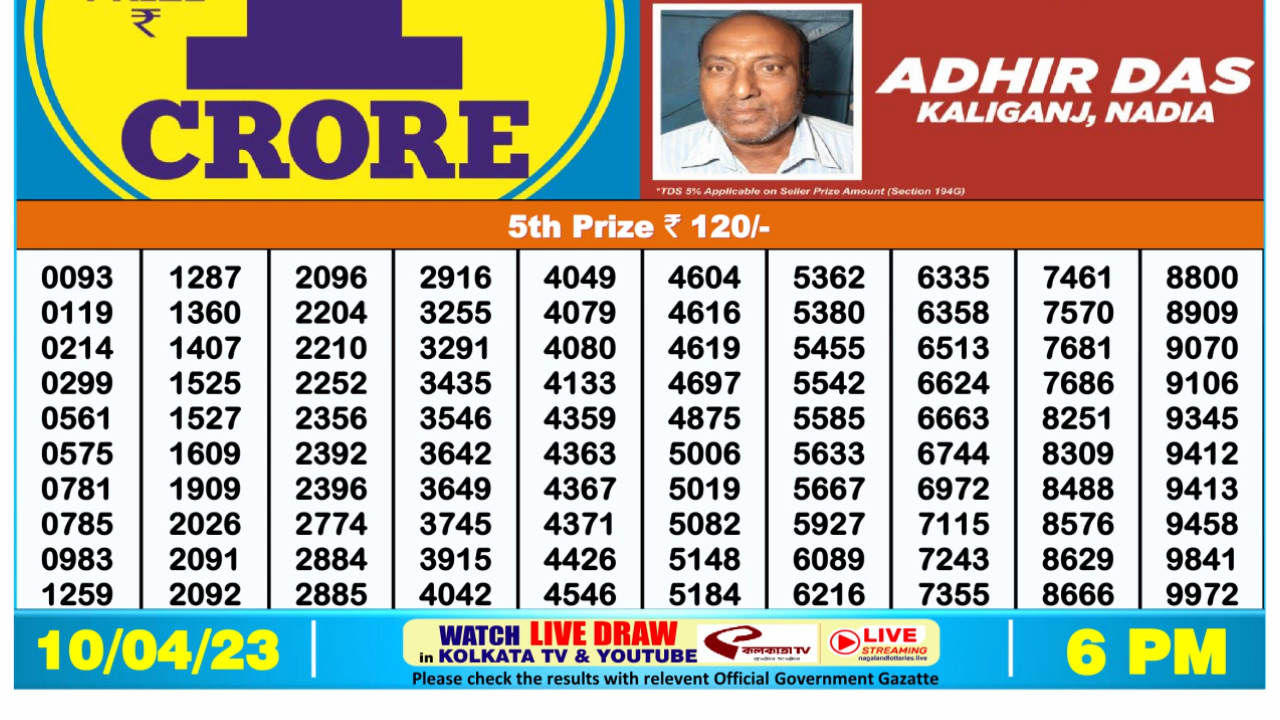 ₹
1
CRORE
ADHIR DAS
KALIGANJ, NADIA
*TDS 5% Applicable on Seller Prize Amount (Section 194G)
5th Prize ₹ 120/-
0093 1287 2096 2916 4049 4604 5362 6335 7461 8800
0119 1360 2204 3255 4079 4616 5380 6358 7570 8909
0214 1407 2210 3291 4080 4619 5455 6513 7681 9070
0299 1525 2252 3435 4133 4697 5542 6624 7686 9106
0561 1527 2356 3546 4359 4875 5585 6663 8251 9345
0575 1609 2392 3642 4363 5006 5633 6744 8309 9412
0781 1909 2396 3649 4367 5019 5667 6972 8488 9413
0785 2026 2774 3745 4371 5082 5927 7115 8576 9458
0983 2091 2884 3915 4426 5148 6089 7243 8629 9841
1259 2092 2885 4042 4546 5184 6216 7355 8666 9972
10/04/23
WATCH LIVE DRAW
in KOLKATA TV & YOUTUBE
কলকাতা TV
LIVE
STREAMING
nagalandlotteries.live
Please check the results with relevent Official Government Gazatte
6 PM